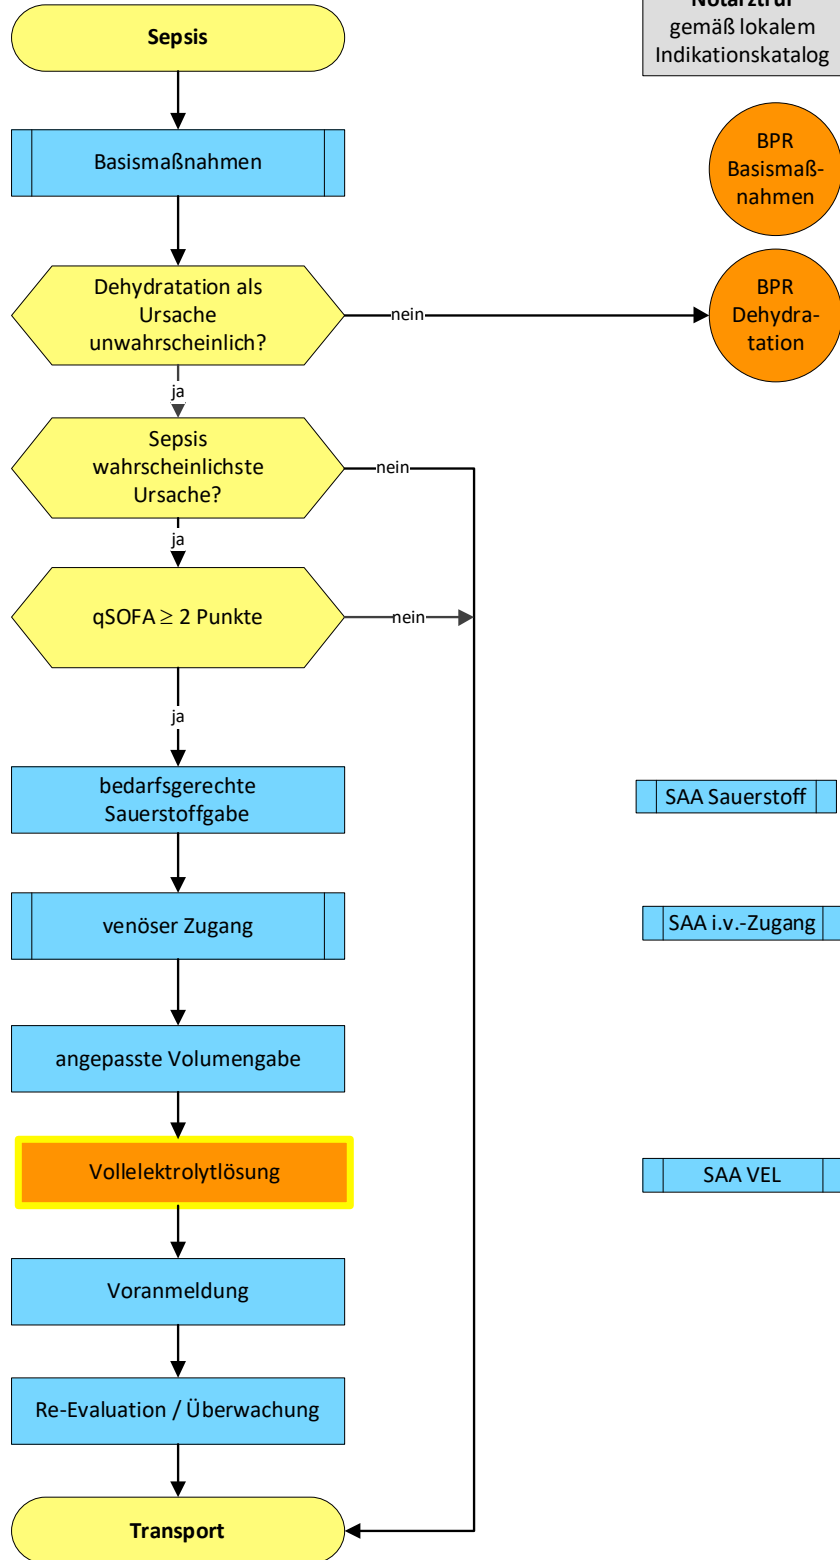 Notarztruf
gemäß lokalem
Indikationskatalog
Sepsis
Basismaßnahmen
BPR
Basismaß-
nahmen
Dehydratation als
Ursache
unwahrscheinlich?
nein
BPR
Dehydra-
tation
ja
Sepsis
wahrscheinlichste
Ursache?
nein
ja
qSOFA ≥ 2 Punkte
nein
ja
bedarfsgerechte
Sauerstoffgabe
SAA Sauerstoff
venöser Zugang
SAA i.v.-Zugang
angepasste Volumengabe
Vollelektrolytlösung
SAA VEL
Voranmeldung
Re-Evaluation / Überwachung
Transport